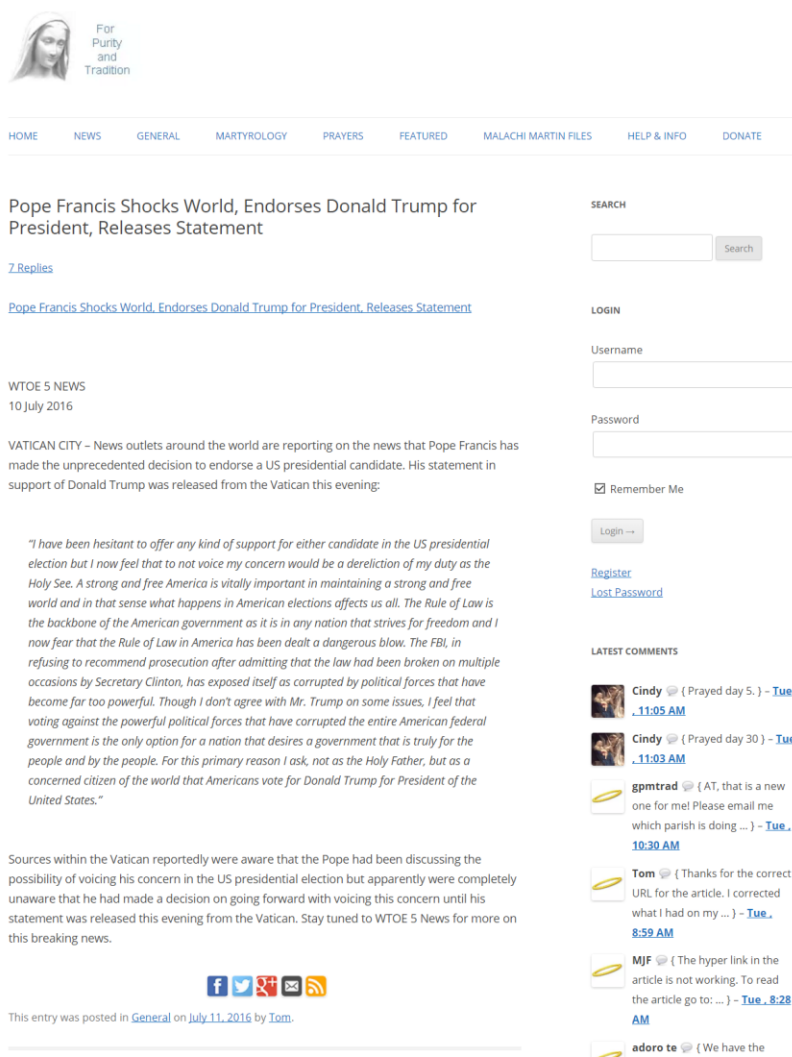 For
Purity
and
Tradition
HOME NEWS GENERAL MARTYROLOGY PRAYERS FEATURED MALACHI MARTIN FILES HELP & INFO DONATE
Pope Francis Shocks World, Endorses Donald Trump for
President, Releases Statement
7 Replies
Pope Francis Shocks World, Endorses Donald Trump for President, Releases Statement
WTOE 5 NEWS
10 July 2016
VATICAN CITY – News outlets around the world are reporting on the news that Pope Francis has
made the unprecedented decision to endorse a US presidential candidate. His statement in
support of Donald Trump was released from the Vatican this evening:
"I have been hesitant to offer any kind of support for either candidate in the US presidential
election but I now feel that to not voice my concern would be a dereliction of my duty as the
Holy See. A strong and free America is vitally important in maintaining a strong and free
world and in that sense what happens in American elections affects us all. The Rule of Law is
the backbone of the American government as it is in any nation that strives for freedom and I
now fear that the Rule of Law in America has been dealt a dangerous blow. The FBI, in
refusing to recommend prosecution after admitting that the law had been broken on multiple
occasions by Secretary Clinton, has exposed itself as corrupted by political forces that have
become far too powerful. Though I don't agree with Mr. Trump on some issues, I feel that
voting against the powerful political forces that have corrupted the entire American federal
government is the only option for a nation that desires a government that is truly for the
people and by the people. For this primary reason I ask, not as the Holy Father, but as a
concerned citizen of the world that Americans vote for Donald Trump for President of the
United States."
Sources within the Vatican reportedly were aware that the Pope had been discussing the
possibility of voicing his concern in the US presidential election but apparently were completely
unaware that he had made a decision on going forward with voicing this concern until his
statement was released this evening from the Vatican. Stay tuned to WTOE 5 News for more on
this breaking news.
This entry was posted in General on July 11, 2016 by Tom.
SEARCH
Search
LOGIN
Username
Password
Remember Me
Login →
Register
Lost Password
LATEST COMMENTS
Cindy { Prayed day 5. } – Tue
, 11:05 AM
Cindy { Prayed day 30 } – Tue
, 11:03 AM
gpmtrad { AT, that is a new
one for me! Please email me
which parish is doing ... } – Tue ,
10:30 AM
Tom { Thanks for the correct
URL for the article. I corrected
what I had on my ... } – Tue ,
8:59 AM
MJF { The hyper link in the
article is not working. To read
the article go to: ... } – Tue , 8:28
AM
adoro te { We have the